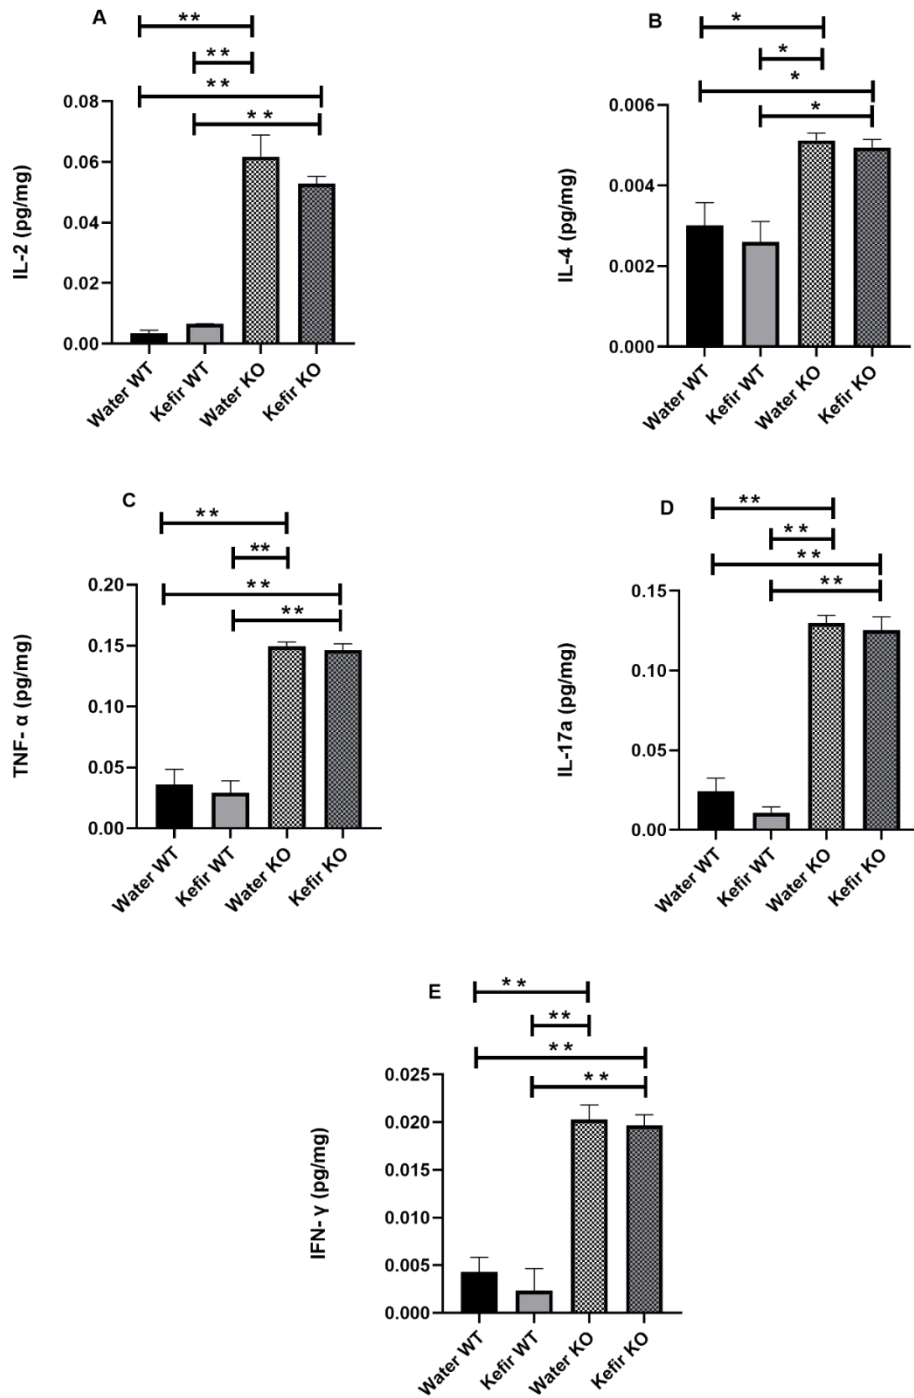 A
**
**
**
**
0.08
0.06
0.04
0.02
0.00
IL-2 (pg/mg)
Water WT
Kefir WT
Water KO
Kefir KO
B
*
*
*
*
0.006
0.004
0.002
0.000
IL-4 (pg/mg)
Water WT
Kefir WT
Water KO
Kefir KO
C
**
**
**
**
0.20
0.15
0.10
0.05
0.00
TNF- α (pg/mg)
Water WT
Kefir WT
Water KO
Kefir KO
D
**
**
**
**
0.15
0.10
0.05
0.00
IL-17a (pg/mg)
Water WT
Kefir WT
Water KO
Kefir KO
E
**
**
**
**
0.025
0.020
0.015
0.010
0.005
0.000
IFN- γ (pg/mg)
Water WT
Kefir WT
Water KO
Kefir KO